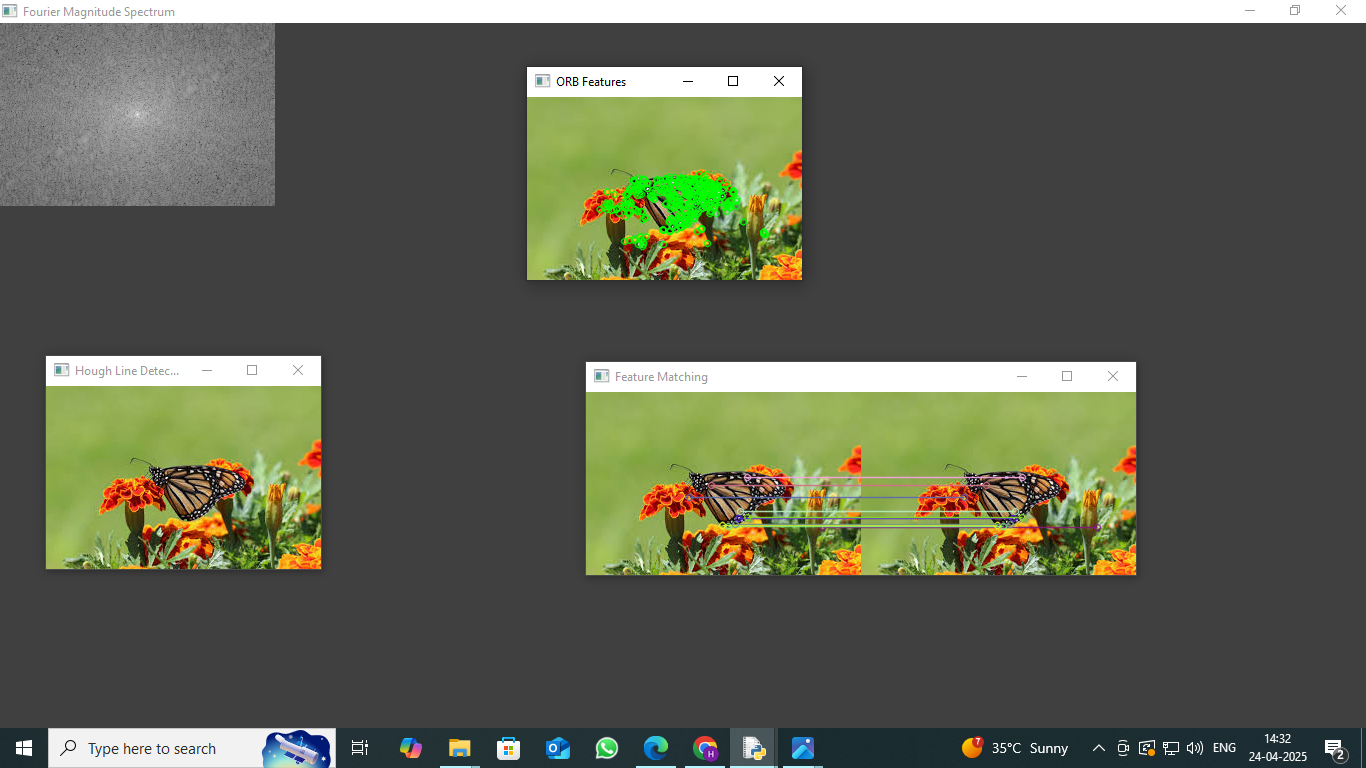 Fourier Magnitude Spectrum
ORB Features
Hough Line Detec...
Feature Matching
Type here to search
7
35°C Sunny
ENG
14:32
24-04-2025
2
H